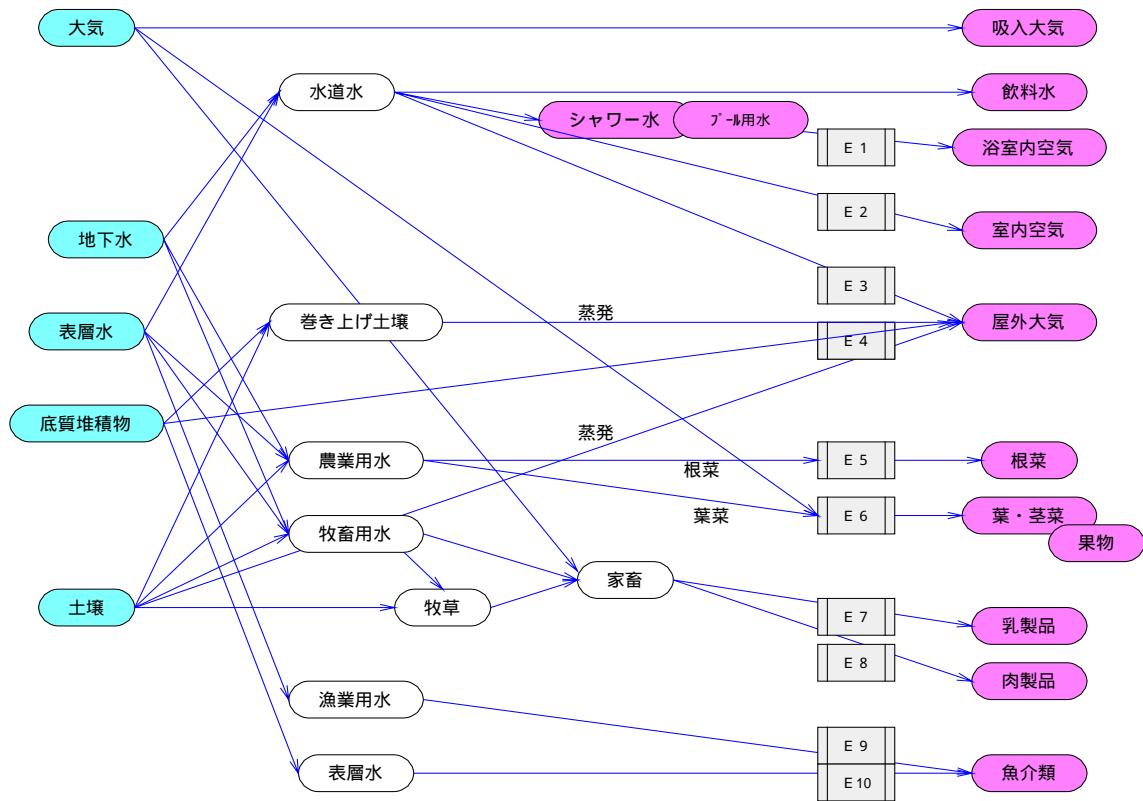 大気
吸入大気
水道水
飲料水
シャワー水
プール用水
E 1
浴室内空気
E 2
地下水
室内空気
E 3
蒸発
表層水
巻き上げ土壌
屋外大気
E 4
底質堆積物
蒸発
農業用水
根菜
E 5
根菜
葉菜
E 6
葉・茎菜
牧畜用水
果物
家畜
土壌
牧草
E 7
乳製品
E 8
肉製品
漁業用水
E 9
表層水
E 10
魚介類